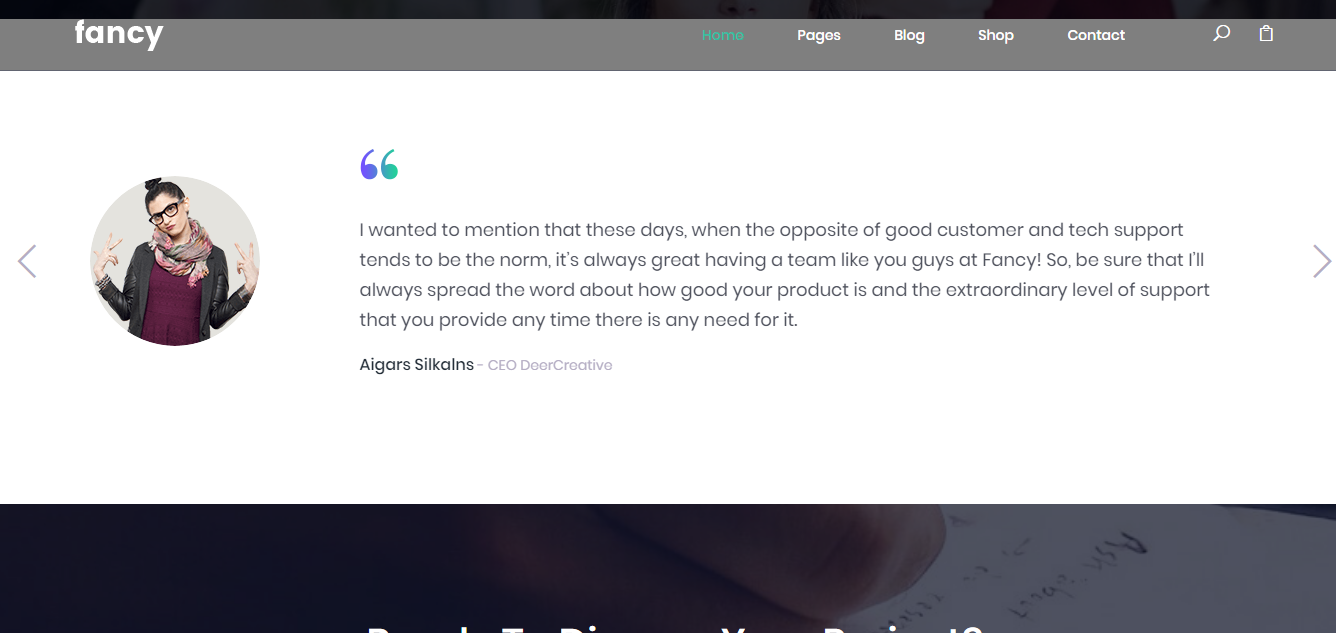 fancy
Home Pages Blog Shop Contact
I wanted to mention that these days, when the opposite of good customer and tech support
tends to be the norm, it's always great having a team like you guys at Fancy! So, be sure that I'll
always spread the word about how good your product is and the extraordinary level of support
that you provide any time there is any need for it.
Aigars Silkalns - CEO DeerCreative